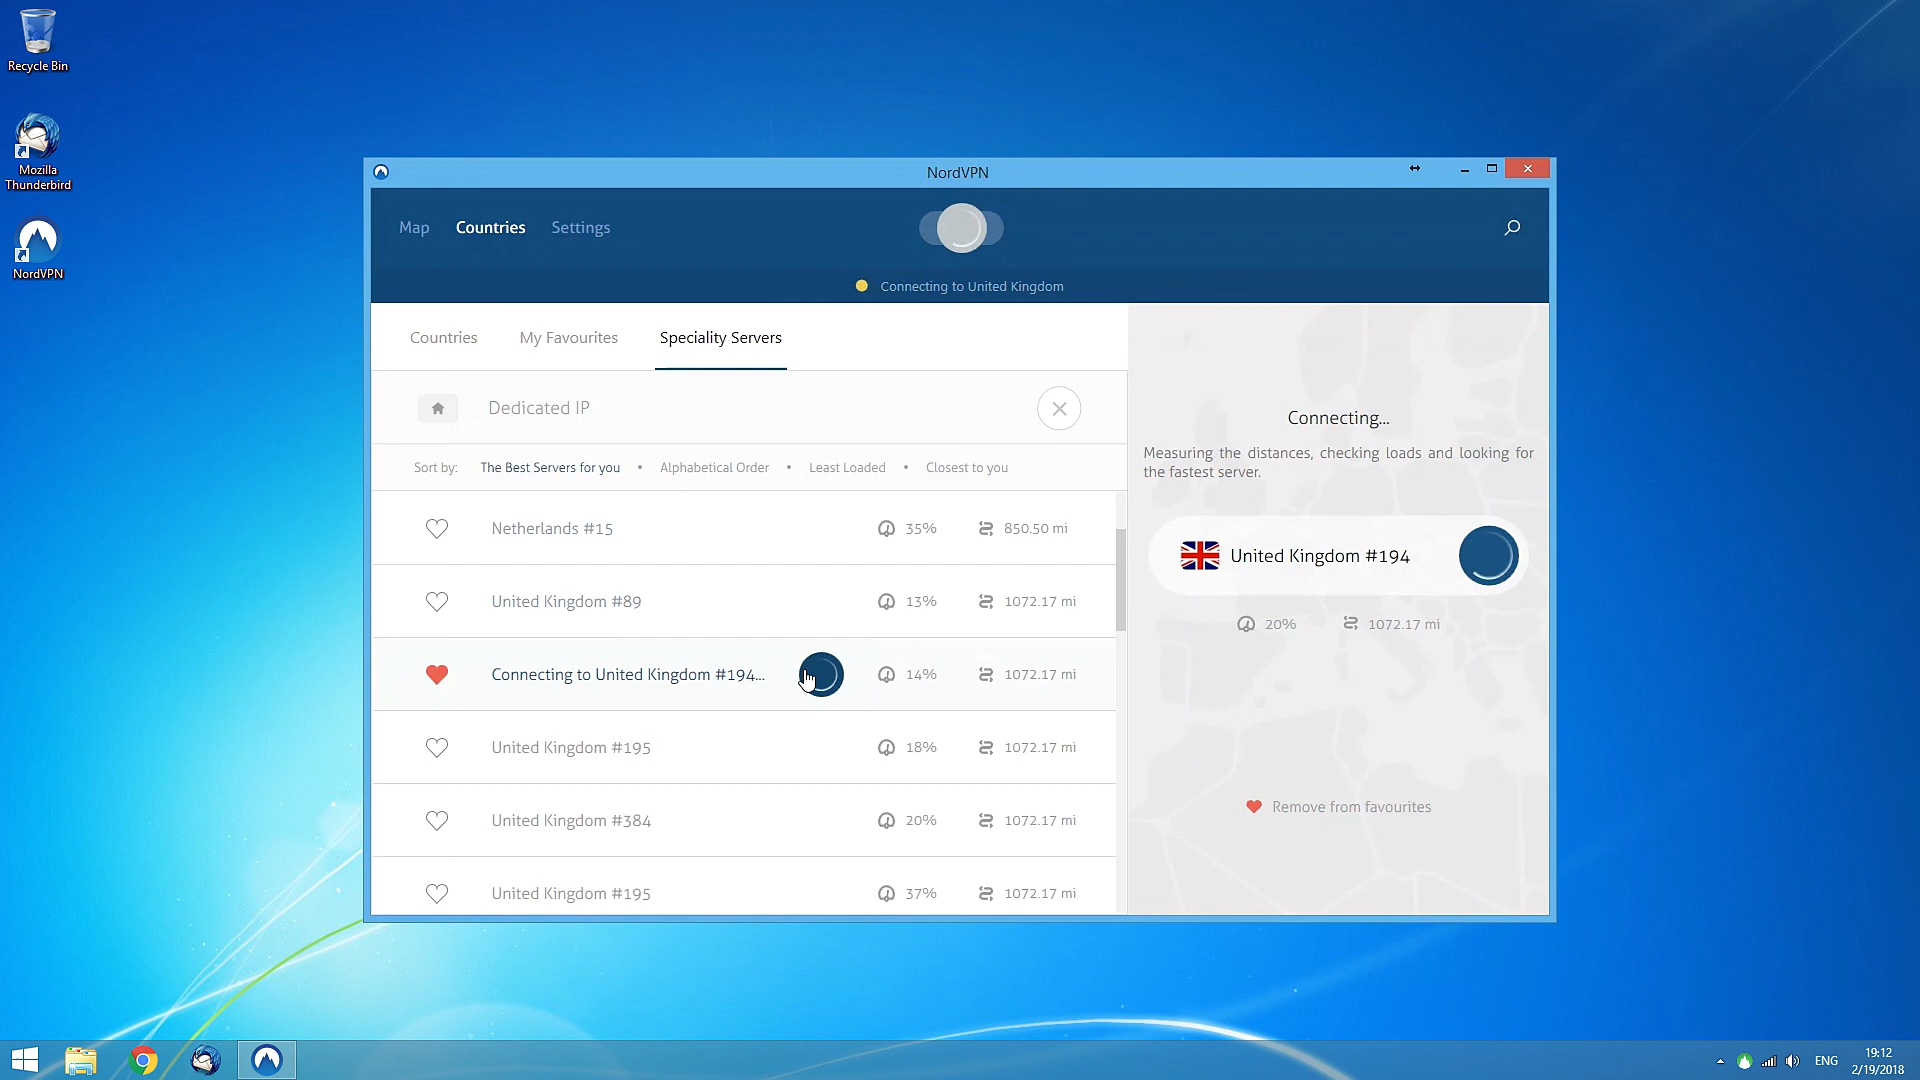 Recycle Bin
Mozilla
Thunderbird
NordVPN
NordVPN
Map
Countries
Settings
Connecting to United Kingdom
Countries
My Favourites
Speciality Servers
Dedicated IP
Sort by:
The Best Servers for you • Alphabetical Order • Least Loaded • Closest to you
Netherlands #15 35% 850.50 mi
United Kingdom #89 13% 1072.17 mi
Connecting to United Kingdom #194... 14% 1072.17 mi
United Kingdom #195 18% 1072.17 mi
United Kingdom #384 20% 1072.17 mi
United Kingdom #195 37% 1072.17 mi
Connecting...
Measuring the distances, checking loads and looking for
the fastest server.
United Kingdom #194
20% 1072.17 mi
Remove from favourites
ENG
19:12
2/19/2018